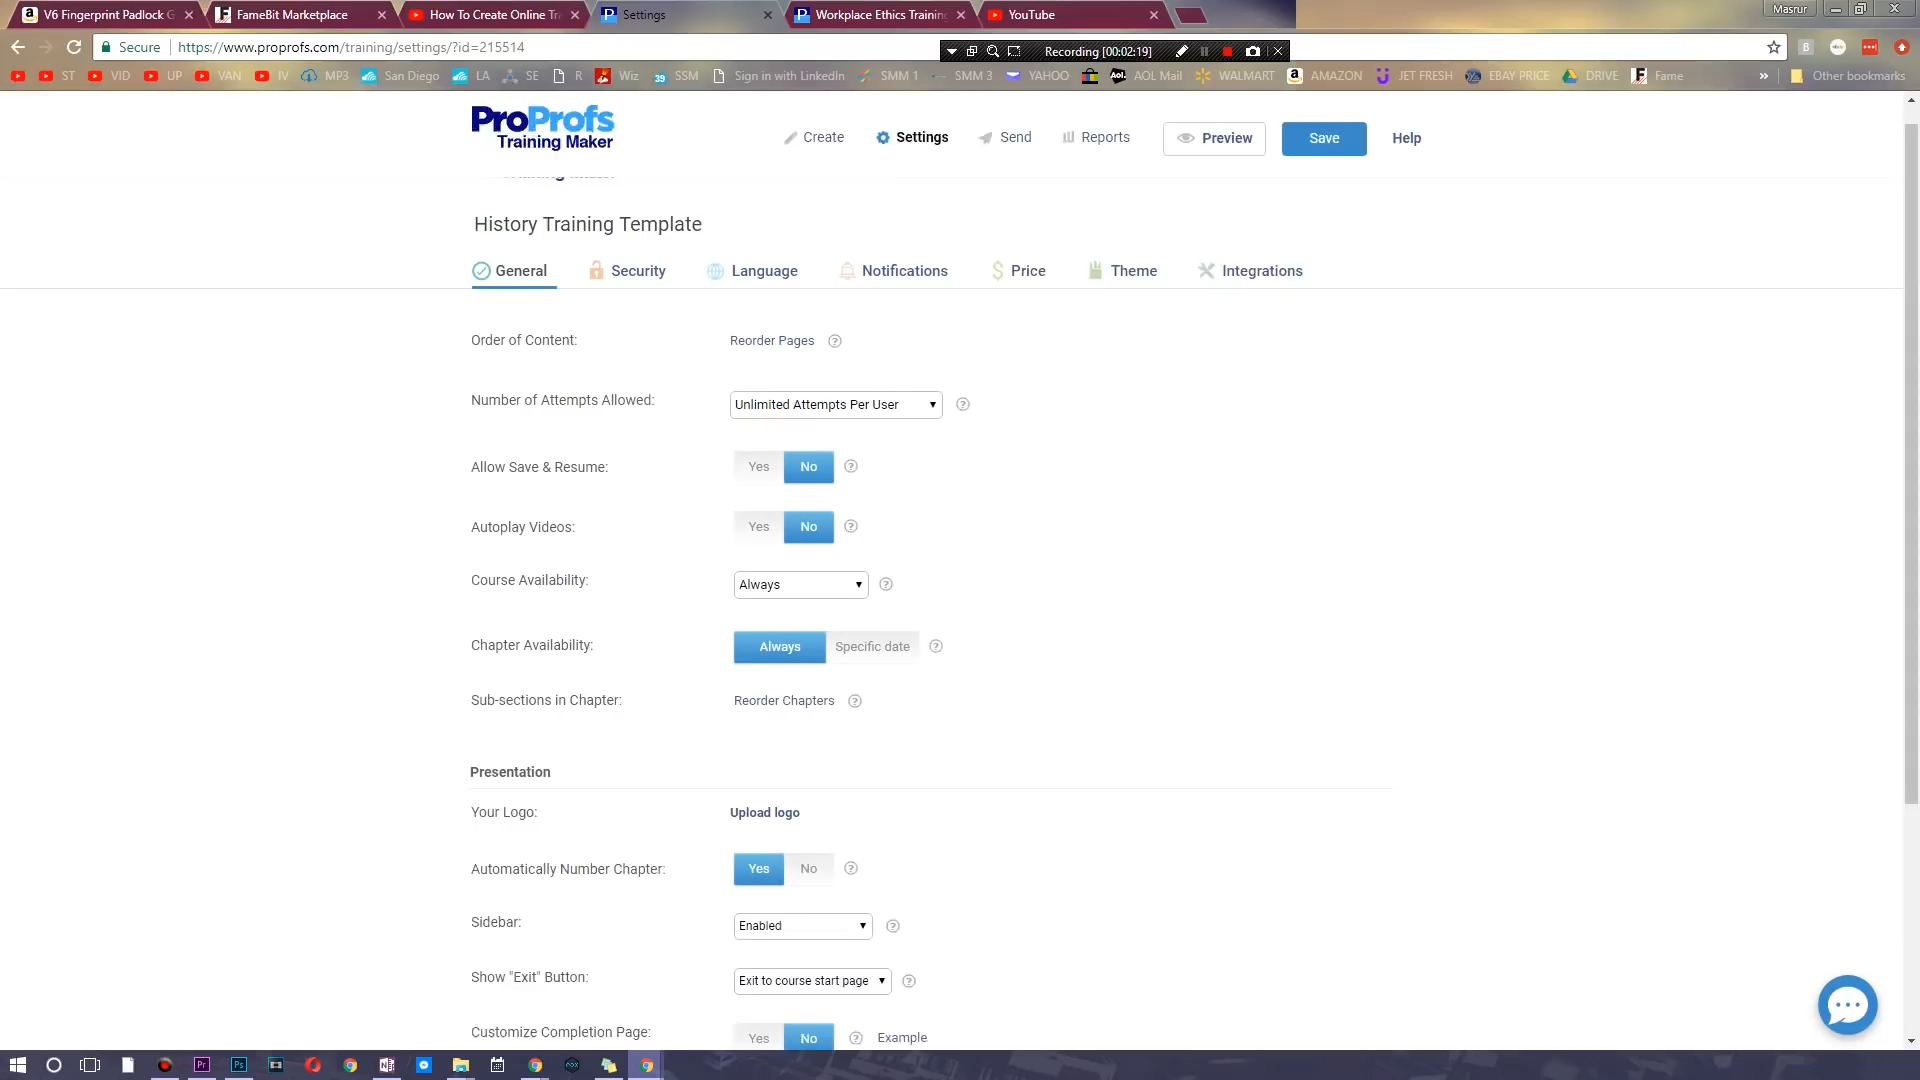 V6 Fingerprint Padlock G
FameBit Marketplace
How To Create Online Tr
Settings
Workplace Ethics Training
YouTube
Masrur
Secure
https://www.proprofs.com/training/settings/?id=215514
Recording [00:02:19]
ST
VID
UP
VAN
IV
MP3
San Diego
LA
SE
R
Wiz
SSM
Sign in with LinkedIn
SMM 1
SMM 3
YAHOO
AOL Mail
WALMART
AMAZON
JET FRESH
EBAY PRICE
DRIVE
Fame
»
Other bookmarks
ProProfs
Training Maker
Create
Settings
Send
Reports
Preview
Save
Help
History Training Template
General
Security
Language
Notifications
Price
Theme
Integrations
Order of Content:
Reorder Pages
Number of Attempts Allowed:
Unlimited Attempts Per User
Allow Save & Resume:
Yes
No
Autoplay Videos:
Yes
No
Course Availability:
Always
Chapter Availability:
Always
Specific date
Sub-sections in Chapter:
Reorder Chapters
Presentation
Your Logo:
Upload logo
Automatically Number Chapter:
Yes
No
Sidebar:
Enabled
Show "Exit" Button:
Exit to course start page
Customize Completion Page:
Yes
No
Example